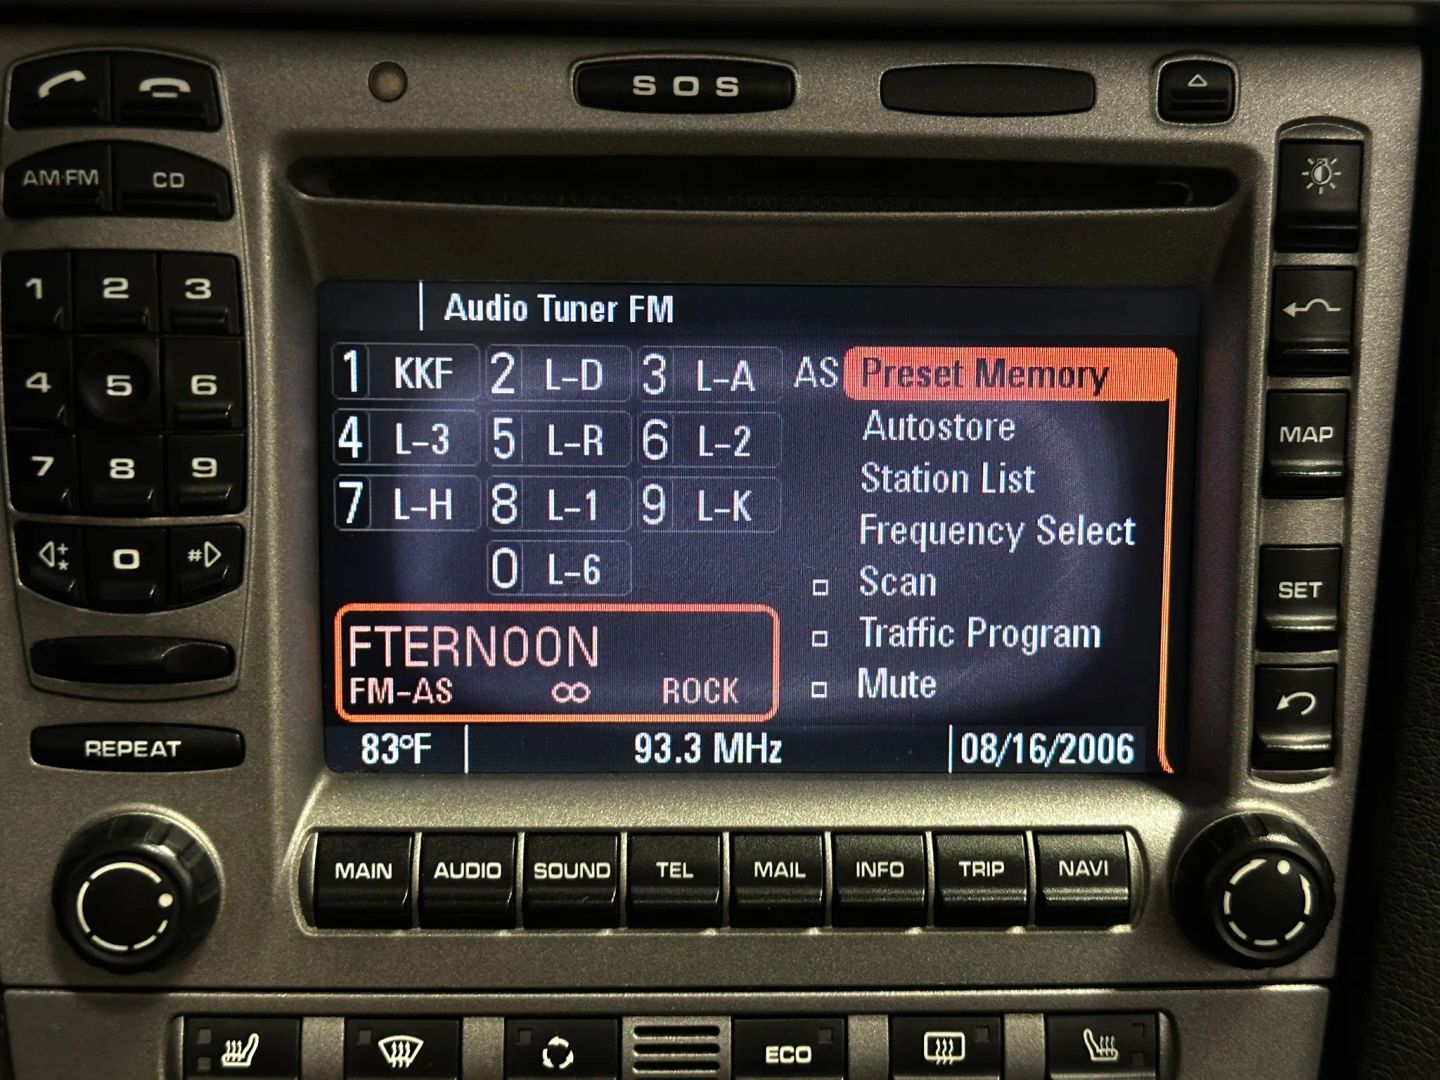 SOS
AM·FM CD
1 2 3
4 5 6
7 8 9
+
* 0 #
REPEAT
Audio Tuner FM
1 KKF 2 L-D 3 L-A AS
4 L-3 5 L-R 6 L-2
7 L-H 8 L-1 9 L-K
0 L-6
Preset Memory
Autostore
Station List
Frequency Select
Scan
Traffic Program
Mute
FTERNOON
FM-AS ∞ ROCK
83°F 93.3 MHz 08/16/2006
MAP
SET
MAIN AUDIO SOUND TEL MAIL INFO TRIP NAVI
ECO